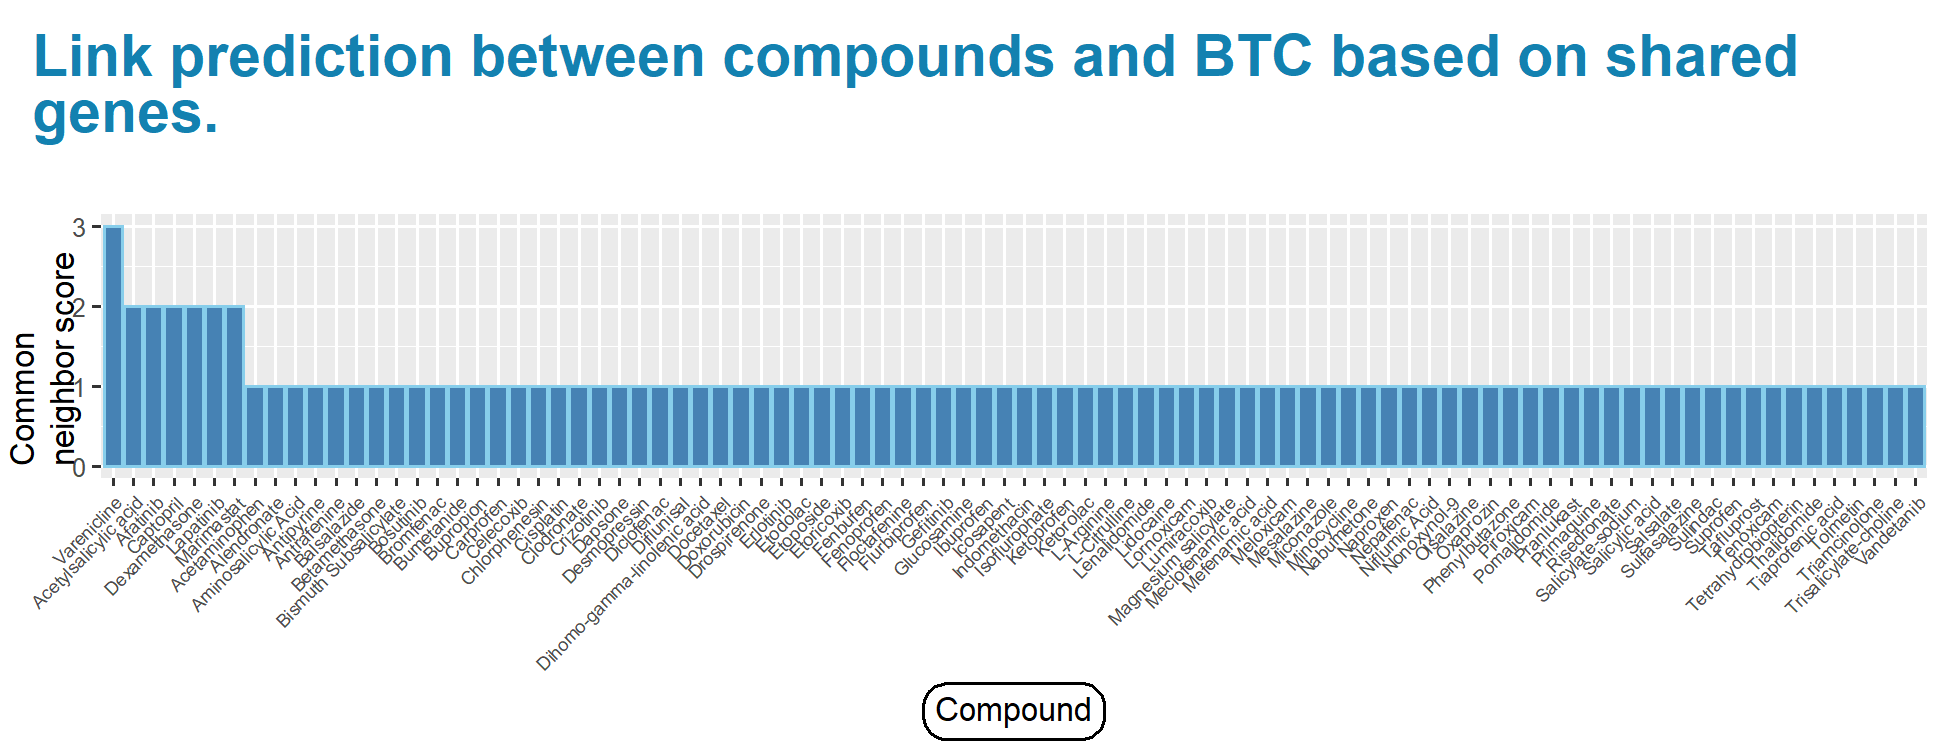 Link prediction between compounds and BTC based on shared
genes.
Common
neighbor score
3
2
1
0
Varenicline
Acetylsalicylic acid
Afatinib
Captopril
Dexamethasone
Lapatinib
Marimastat
Acetaminophen
Alendronate
Aminosalicylic Acid
Antipyrine
Antrafenine
Balsalazide
Betamethasone
Bismuth Subsalicylate
Bosutinib
Bromfenac
Bumetanide
Bupropion
Carprofen
Celecoxib
Chlorphenesin
Cisplatin
Clodronate
Crizotinib
Dapsone
Desmopressin
Diclofenac
Diflunisal
Dihomo-gamma-linolenic acid
Docetaxel
Doxorubicin
Drospirenone
Erlotinib
Etodolac
Etoposide
Etoricoxib
Fenbufen
Fenoprofen
Floctafenine
Flurbiprofen
Gefitinib
Glucosamine
Ibuprofen
Icosapent
Indomethacin
Isoflurophate
Ketoprofen
Ketorolac
L-Arginine
L-Citrulline
Lenalidomide
Lidocaine
Lornoxicam
Lumiracoxib
Magnesium salicylate
Meclofenamic acid
Mefenamic acid
Meloxicam
Mesalazine
Miconazole
Minocycline
Nabumetone
Naproxen
Nepafenac
Niflumic Acid
Nonoxynol-9
Olsalazine
Oxaprozin
Phenylbutazone
Piroxicam
Pomalidomide
Pranlukast
Primaquine
Risedronate
Salicylate-sodium
Salicylic acid
Salsalate
Sulfasalazine
Sulindac
Suprofen
Tafluprost
Tenoxicam
Tetrahydrobiopterin
Thalidomide
Tiaprofenic acid
Tolmetin
Triamcinolone
Trisalicylate-choline
Vandetanib
Compound